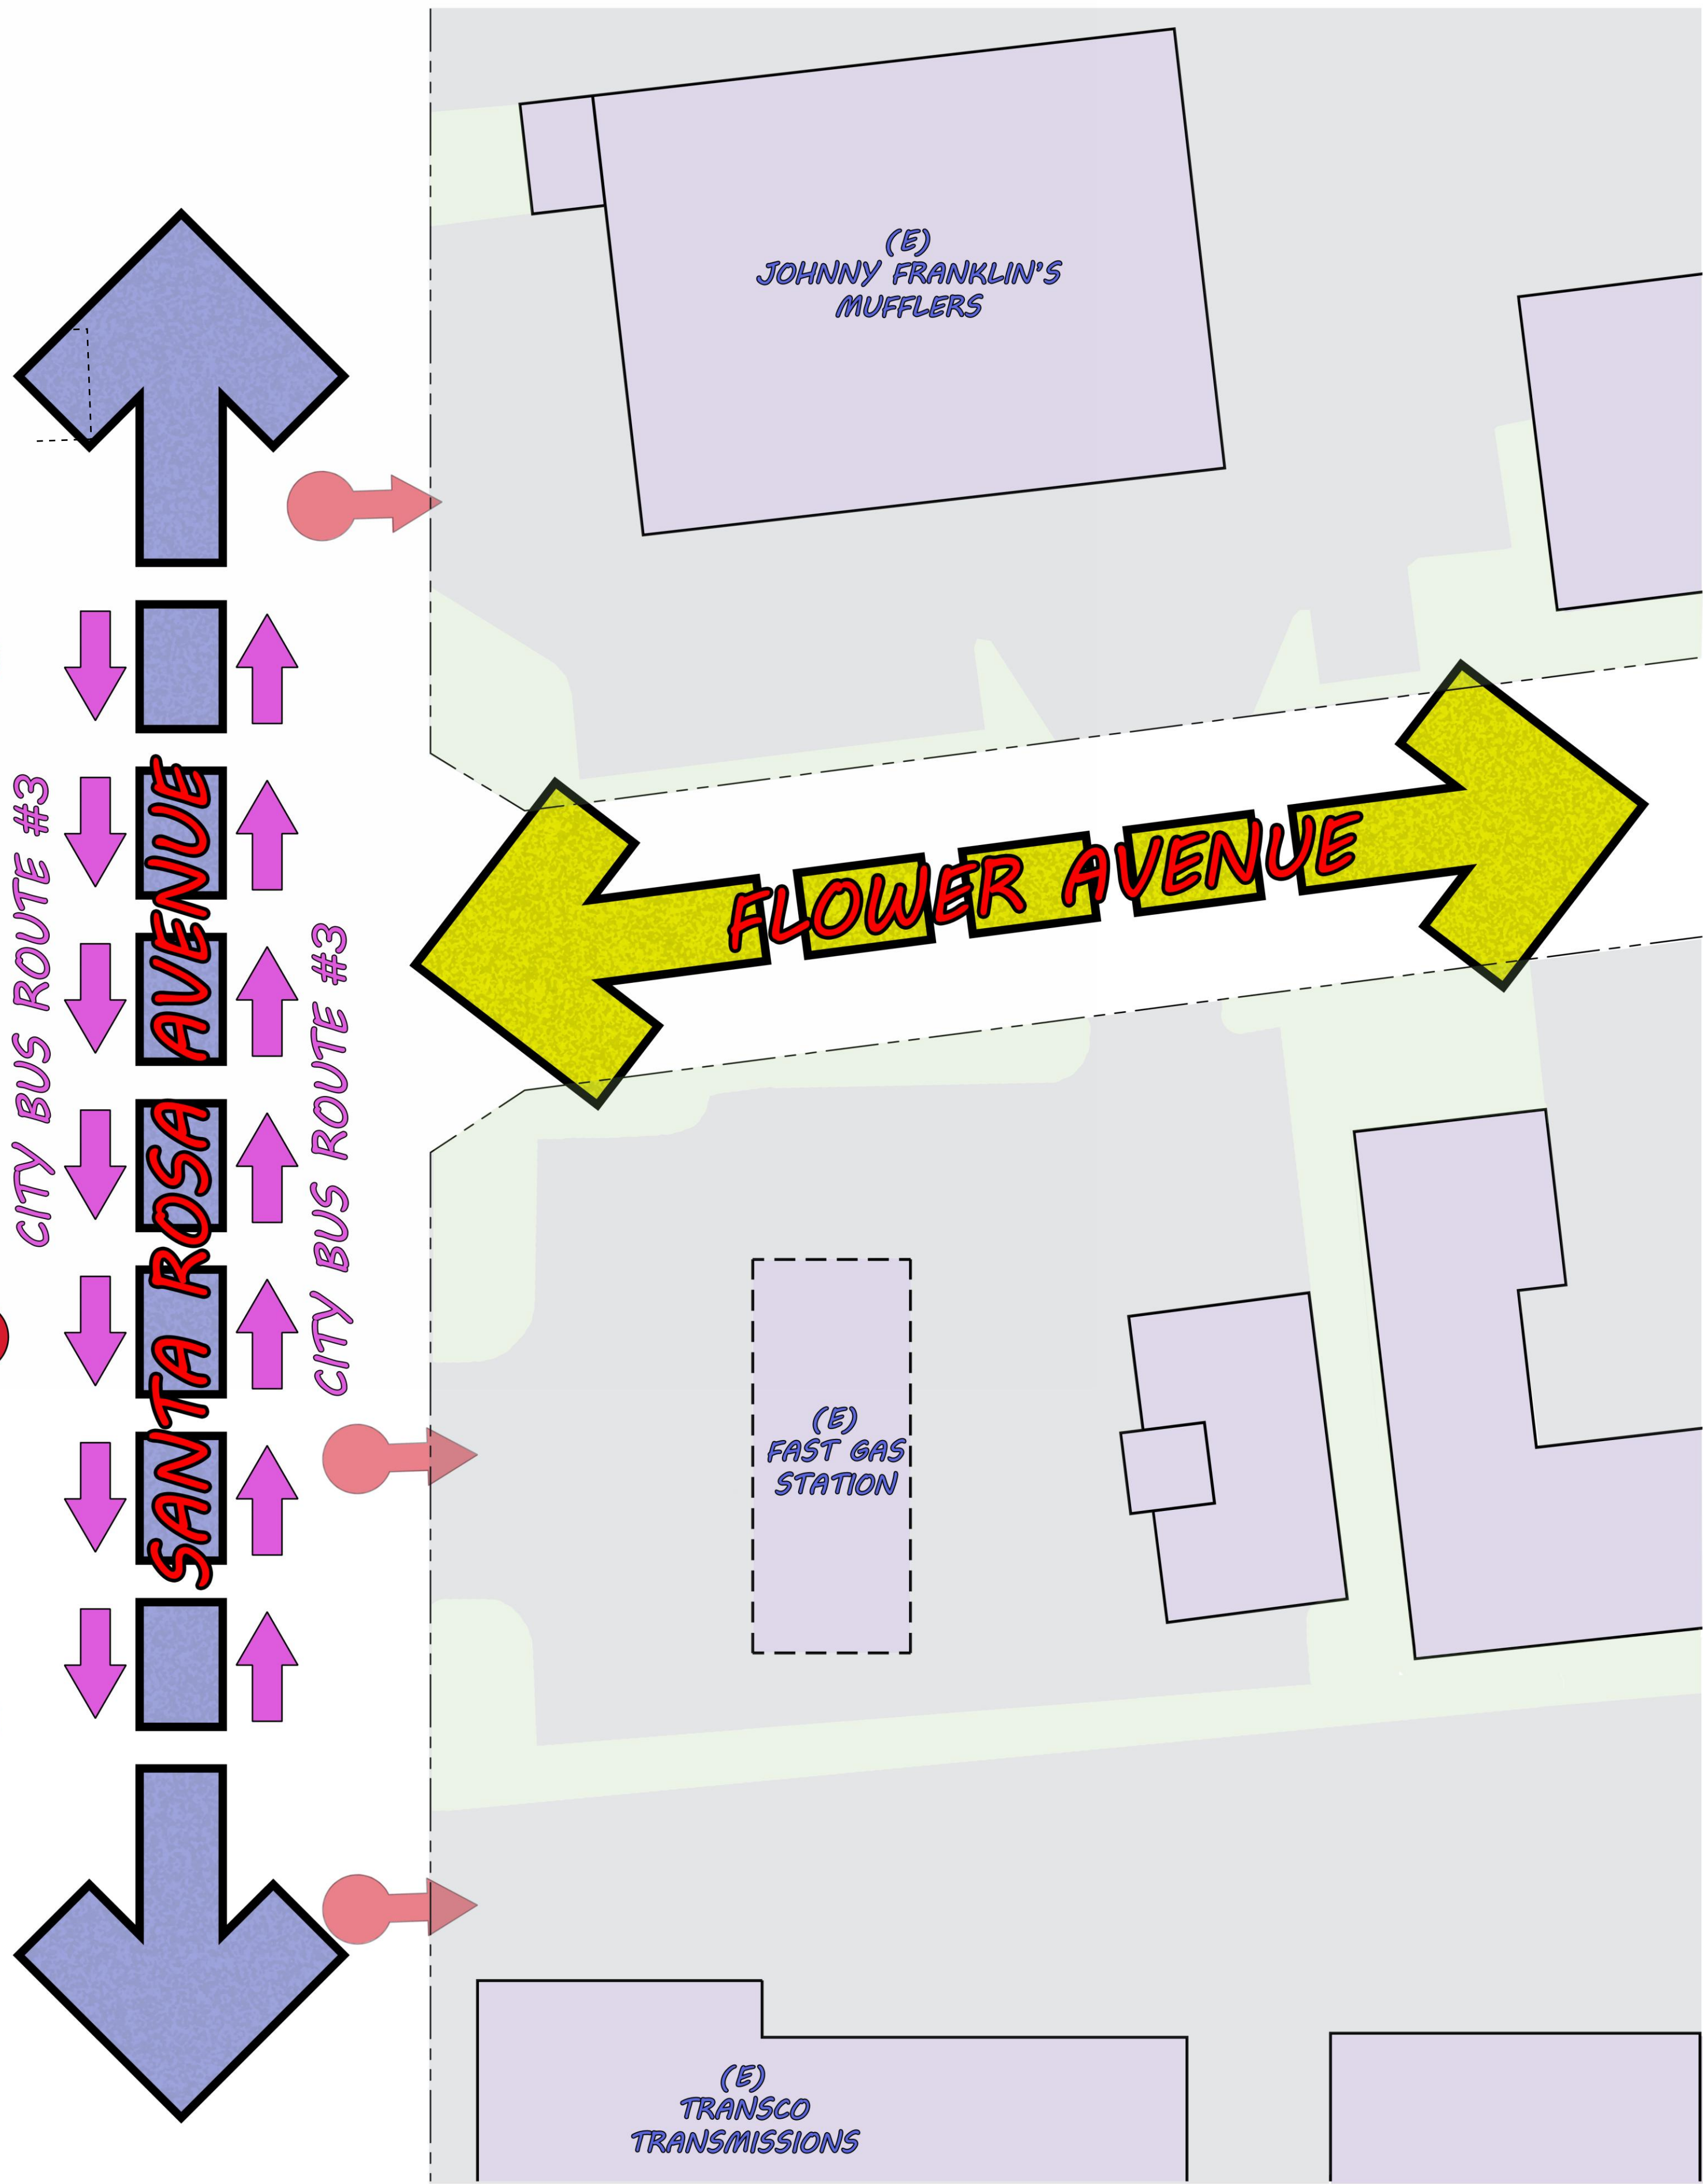 (E)
JOHNNY FRANKLIN'S
MUFFLERS
CITY BUS ROUTE #3
SANTA ROSA AVENUE
CITY BUS ROUTE #3
FLOWER AVENUE
(E)
FAST GAS
STATION
(E)
TRANSCO
TRANSMISSIONS